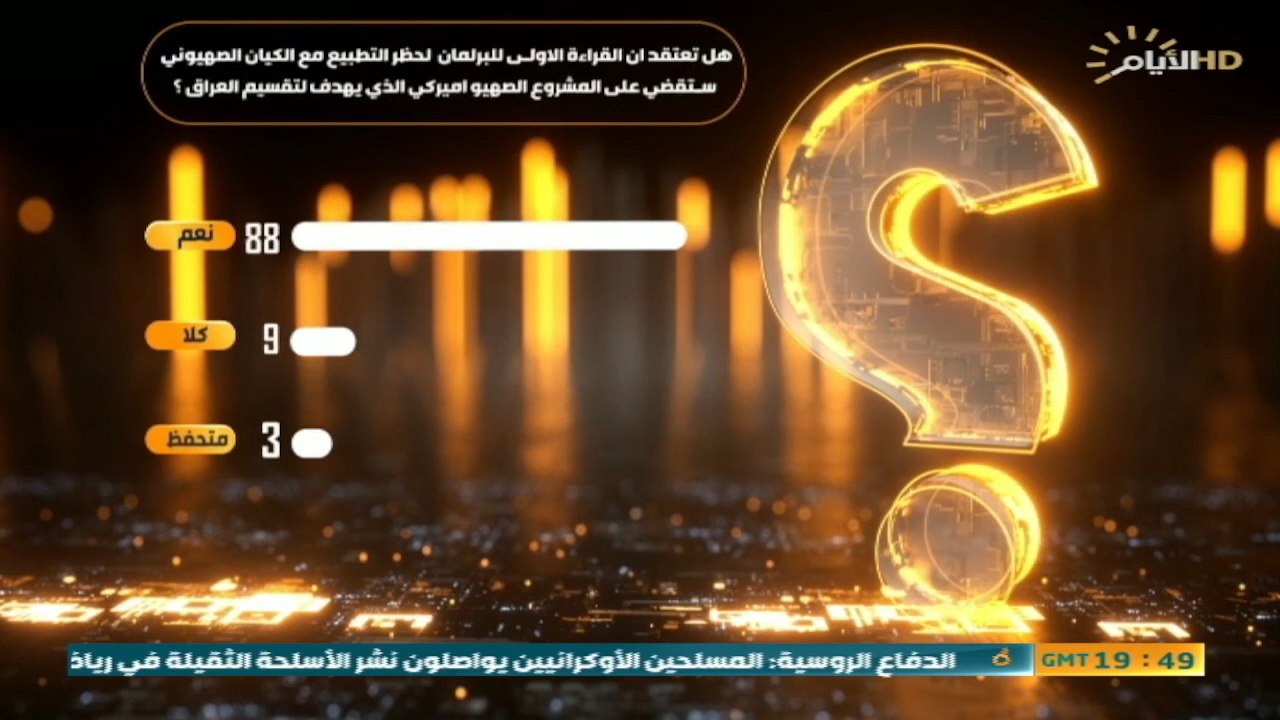 هل تعتقد ان القراءة الاولى للبرلمان لحظر التطبيع مع الكيان الصهيوني
ستقضي على المشروع الصهيو اميركي الذي يهدف لتقسيم العراق ؟
الأيام HD
نعم 88
كلا 9
متحفظ 3
الدفاع الروسية: المسلحين الأوكرانيين يواصلون نشر الأسلحة الثقيلة في رياض
GMT 19 : 49